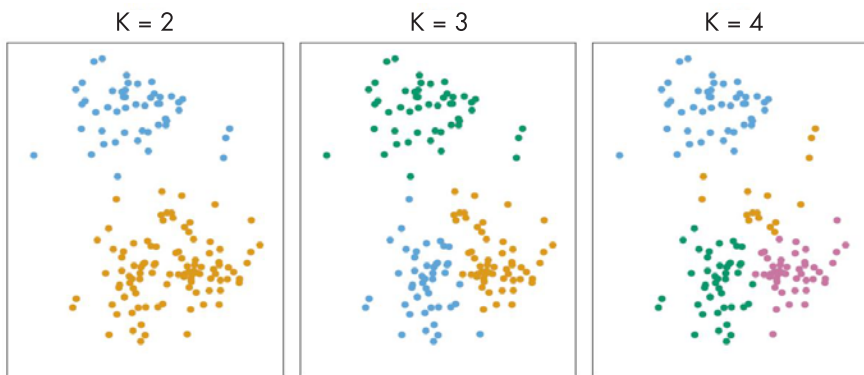 K = 2
K = 3
K = 4